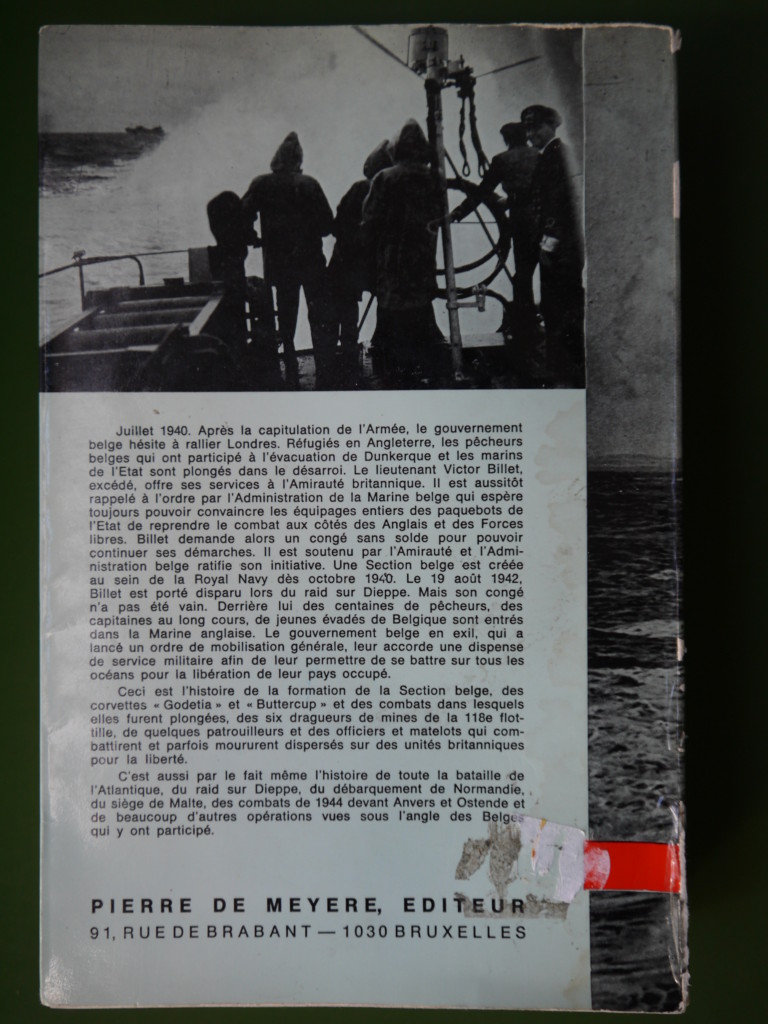 Juillet 1940. Après la capitulation de l'Armée, le gouvernement
belge hésite à rallier Londres. Réfugiés en Angleterre, les pêcheurs
belges qui ont participé à l'évacuation de Dunkerque et les marins
de l'Etat sont plongés dans le désarroi. Le lieutenant Victor Billet,
excédé, offre ses services à l'Amirauté britannique. Il est aussitôt
rappelé à l'ordre par l'Administration de la Marine belge qui espère
toujours pouvoir convaincre les équipages entiers des paquebots de
l'Etat de reprendre le combat aux côtés des Anglais et des Forces
libres. Billet demande alors un congé sans solde pour pouvoir
continuer ses démarches. Il est soutenu par l'Amirauté et l'Admi-
nistration belge ratifie son initiative. Une Section belge est créée
au sein de la Royal Navy dès octobre 1940. Le 19 août 1942,
Billet est porté disparu lors du raid sur Dieppe. Mais son congé
n'a pas été vain. Derrière lui des centaines de pêcheurs, des
capitaines au long cours, de jeunes évadés de Belgique sont entrés
dans la Marine anglaise. Le gouvernement belge en exil, qui a
lancé un ordre de mobilisation générale, leur accorde une dispense
de service militaire afin de leur permettre de se battre sur tous les
océans pour la libération de leur pays occupé.
Ceci est l'histoire de la formation de la Section belge, des
corvettes « Godetia » et « Buttercup » et des combats dans lesquels
elles furent plongées, des six dragueurs de mines de la 118e flot-
tille, de quelques patrouilleurs et des officiers et matelots qui com-
battirent et parfois moururent dispersés sur des unités britanniques
pour la liberté.
C'est aussi par le fait même l'histoire de toute la bataille de
l'Atlantique, du raid sur Dieppe, du débarquement de Normandie,
du siège de Malte, des combats de 1944 devant Anvers et Ostende et
de beaucoup d'autres opérations vues sous l'angle des Belges
qui y ont participé.
PIERRE DE MEYERE, EDITEUR
91, RUE DE BRABANT — 1030 BRUXELLES